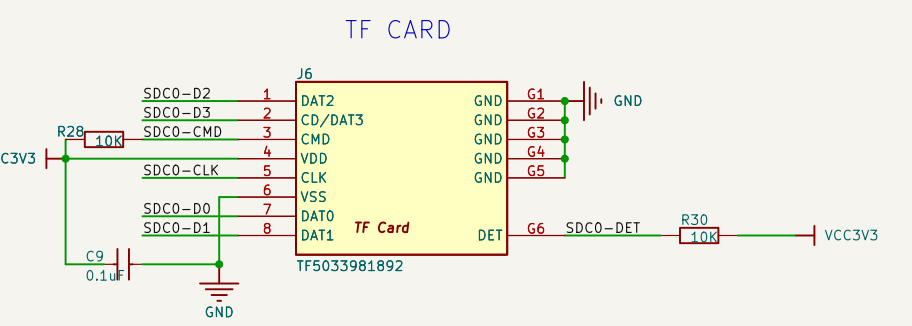 TF CARD
J6
SDC0-D2 1 DAT2 GND G1 GND
SDC0-D3 2 CD/DAT3 GND G2
R28 10K SDC0-CMD 3 CMD GND G3
C3V3 4 VDD GND G4
SDC0-CLK 5 CLK GND G5
6 VSS
SDC0-D0 7 DAT0 TF Card
SDC0-D1 8 DAT1 DET G6 SDC0-DET R30 10K VCC3V3
C9
0.1uF
TF5033981892
GND